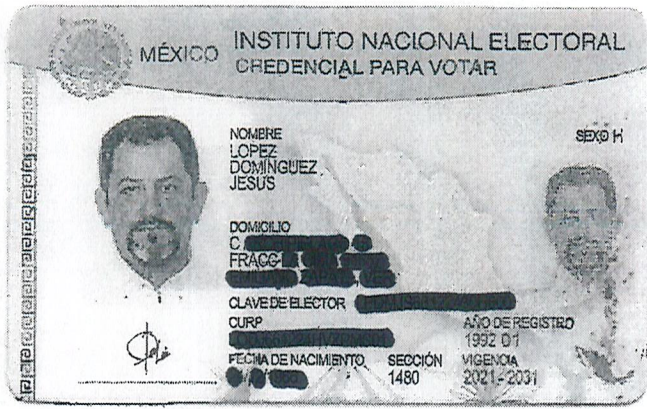 MÉXICO INSTITUTO NACIONAL ELECTORAL
CREDENCIAL PARA VOTAR
NOMBRE
SEXO H
LOPEZ
DOMINGUEZ
JESUS
DOMICILIO
C
FRACC
CLAVE DE ELECTOR
CURP
AÑO DE REGISTRO
1992 01
FECHA DE NACIMIENTO SECCIÓN VIGENCIA
1480 2021 - 2031